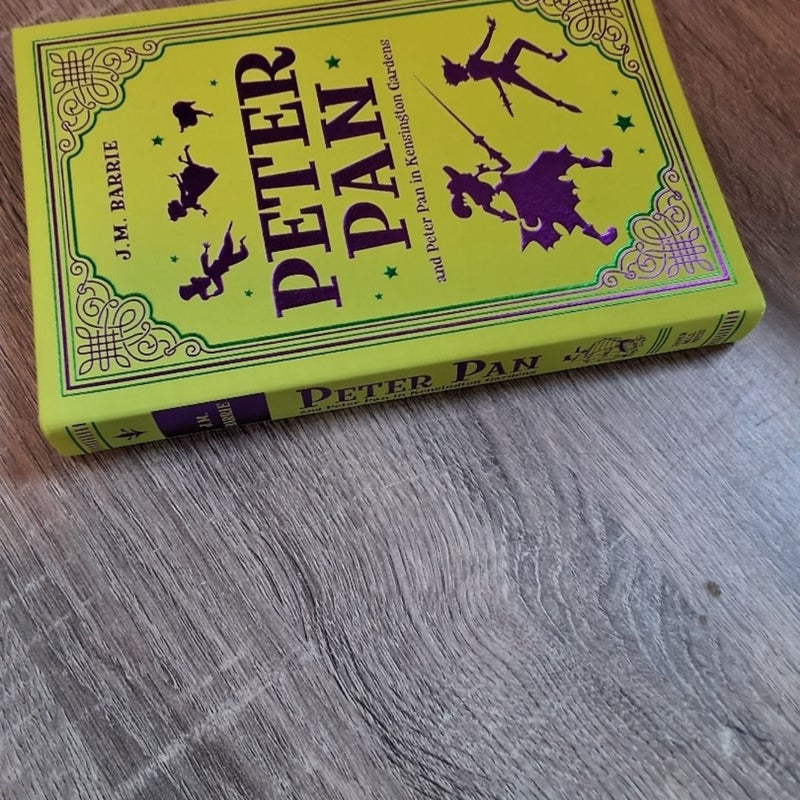 J.M. BARRIE
PETER
PAN
and Peter Pan in Kensington Gardens
J.M.
BARRIE
PETER PAN
and Peter Pan in Kensington Gardens